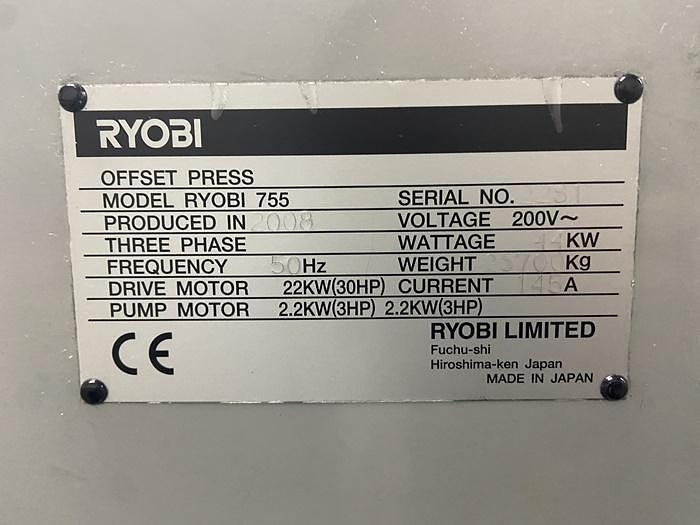 RYOBI
OFFSET PRESS
MODEL RYOBI 755 SERIAL NO.
PRODUCED IN 2008 VOLTAGE 200V~
THREE PHASE WATTAGE 44KW
FREQUENCY 50Hz WEIGHT Kg
DRIVE MOTOR 22KW(30HP) CURRENT 145A
PUMP MOTOR 2.2KW(3HP) 2.2KW(3HP)
RYOBI LIMITED
Fuchu-shi
Hiroshima-ken Japan
MADE IN JAPAN
CE